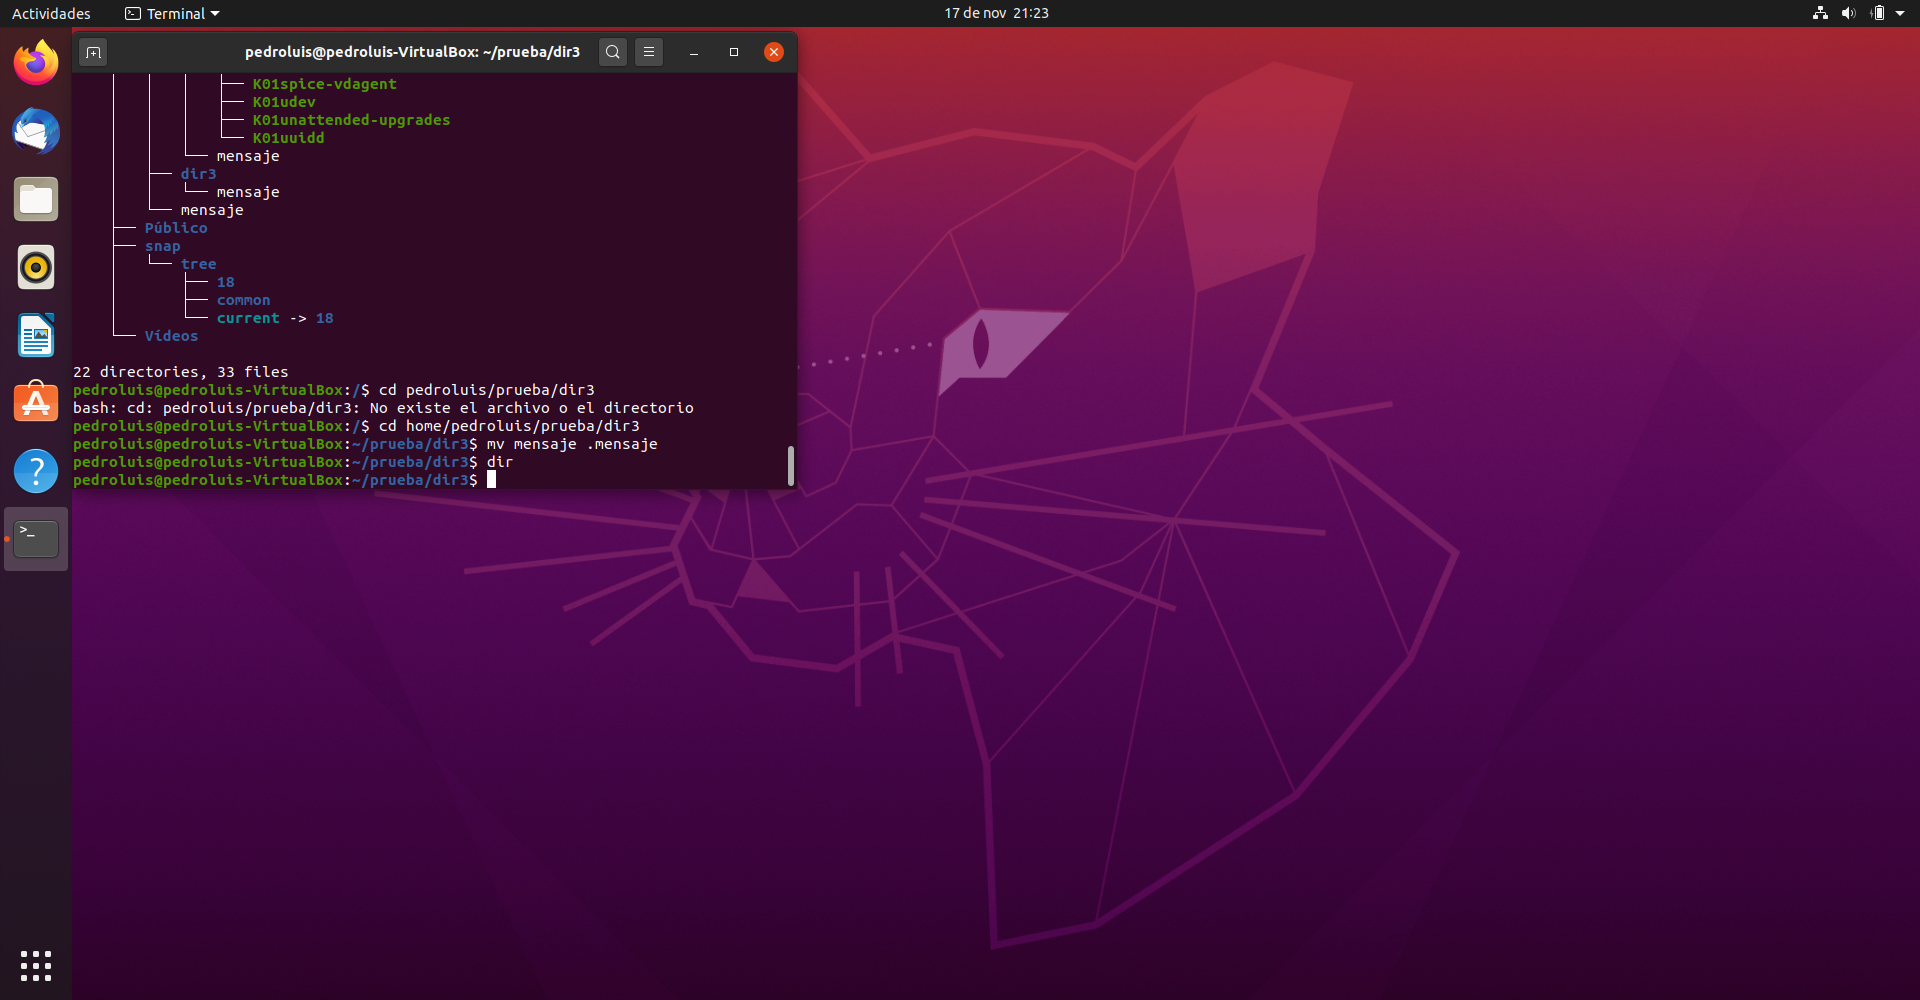 Actividades Terminal 17 de nov 21:23
pedroluis@pedroluis-VirtualBox: ~/prueba/dir3
K01spice-vdagent
K01udev
K01unattended-upgrades
K01uuidd
mensaje
dir3
mensaje
mensaje
Público
snap
tree
18
common
current -> 18
Vídeos
22 directories, 33 files
pedroluis@pedroluis-VirtualBox:/$ cd pedroluis/prueba/dir3
bash: cd: pedroluis/prueba/dir3: No existe el archivo o el directorio
pedroluis@pedroluis-VirtualBox:/$ cd home/pedroluis/prueba/dir3
pedroluis@pedroluis-VirtualBox:~/prueba/dir3$ mv mensaje .mensaje
pedroluis@pedroluis-VirtualBox:~/prueba/dir3$ dir
pedroluis@pedroluis-VirtualBox:~/prueba/dir3$